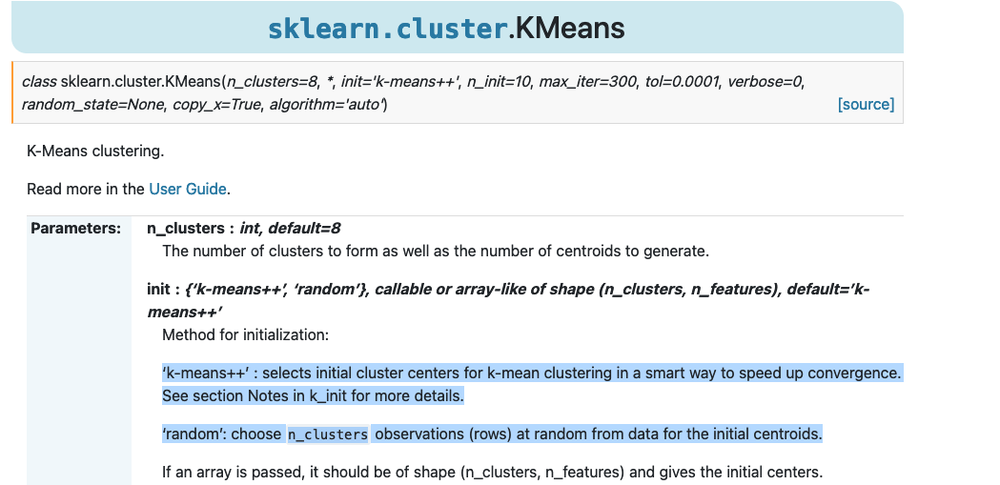 sklearn.cluster.KMeans
class sklearn.cluster.KMeans(n_clusters=8, *, init='k-means++', n_init=10, max_iter=300, tol=0.0001, verbose=0,
random_state=None, copy_x=True, algorithm='auto') [source]
K-Means clustering.
Read more in the User Guide.
Parameters: n_clusters : int, default=8
The number of clusters to form as well as the number of centroids to generate.
init : {‘k-means++’, ‘random’}, callable or array-like of shape (n_clusters, n_features), default=’k-
means++’
Method for initialization:
‘k-means++’ : selects initial cluster centers for k-mean clustering in a smart way to speed up convergence.
See section Notes in k_init for more details.
‘random’: choose n_clusters observations (rows) at random from data for the initial centroids.
If an array is passed, it should be of shape (n_clusters, n_features) and gives the initial centers.